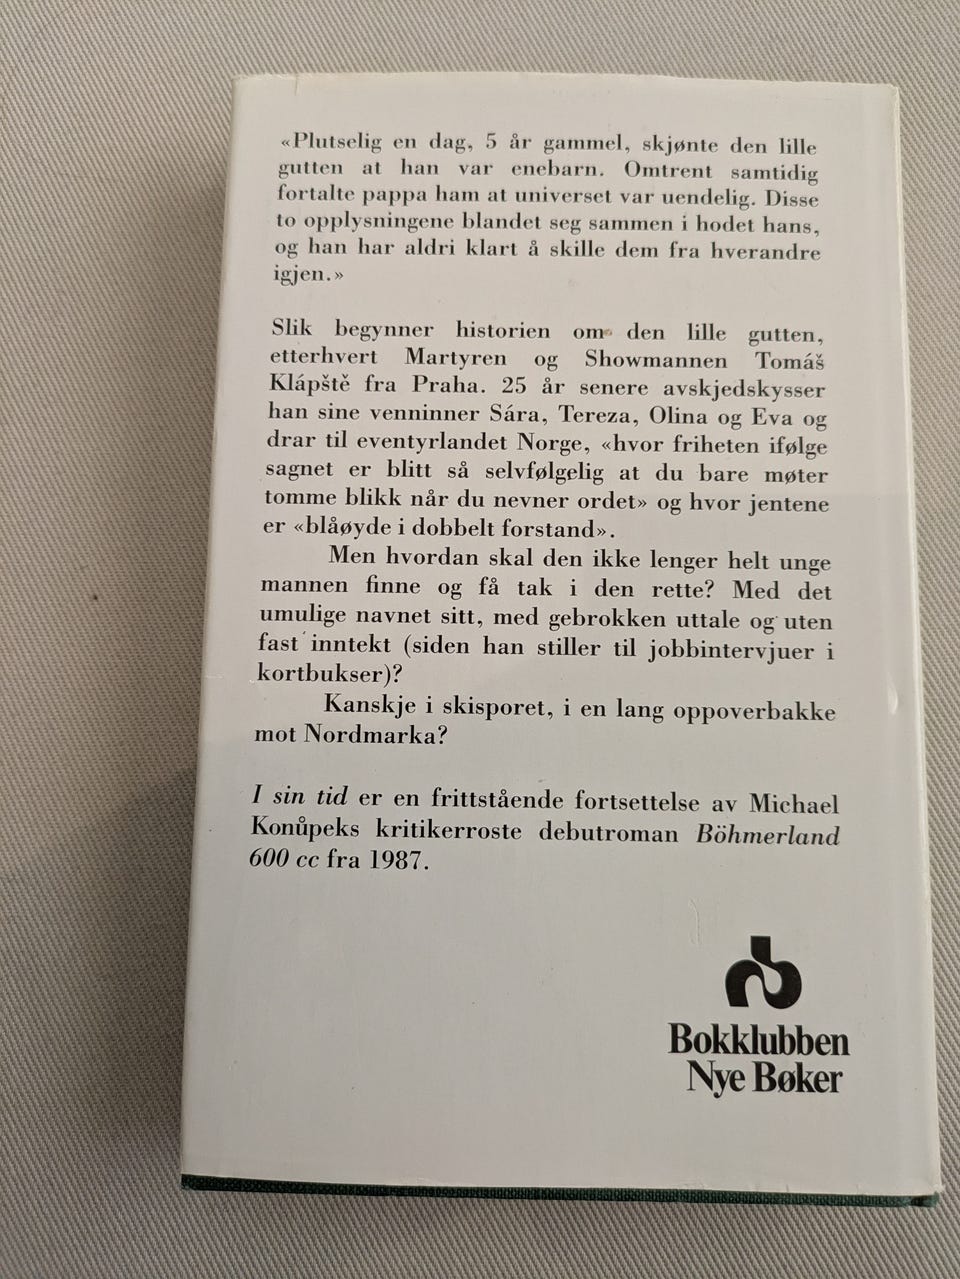 «Plutselig en dag, 5 år gammel, skjønte den lille
gutten at han var enebarn. Omtrent samtidig
fortalte pappa ham at universet var uendelig. Disse
to opplysningene blandet seg sammen i hodet hans,
og han har aldri klart å skille dem fra hverandre
igjen.»
Slik begynner historien om den lille gutten,
etterhvert Martyren og Showmannen Tomáš
Klápště fra Praha. 25 år senere avskjedskysser
han sine venninner Sára, Tereza, Olina og Eva og
drar til eventyrlandet Norge, «hvor friheten ifølge
sagnet er blitt så selvfølgelig at du bare møter
tomme blikk når du nevner ordet» og hvor jentene
er «blåøyde i dobbelt forstand».
Men hvordan skal den ikke lenger helt unge
mannen finne og få tak i den rette? Med det
umulige navnet sitt, med gebrokken uttale og uten
fast inntekt (siden han stiller til jobbintervjuer i
kortbukser)?
Kanskje i skisporet, i en lang oppoverbakke
mot Nordmarka?
I sin tid er en frittstående fortsettelse av Michael
Konůpeks kritikerroste debutroman Böhmerland
600 cc fra 1987.
Bokklubben
Nye Bøker